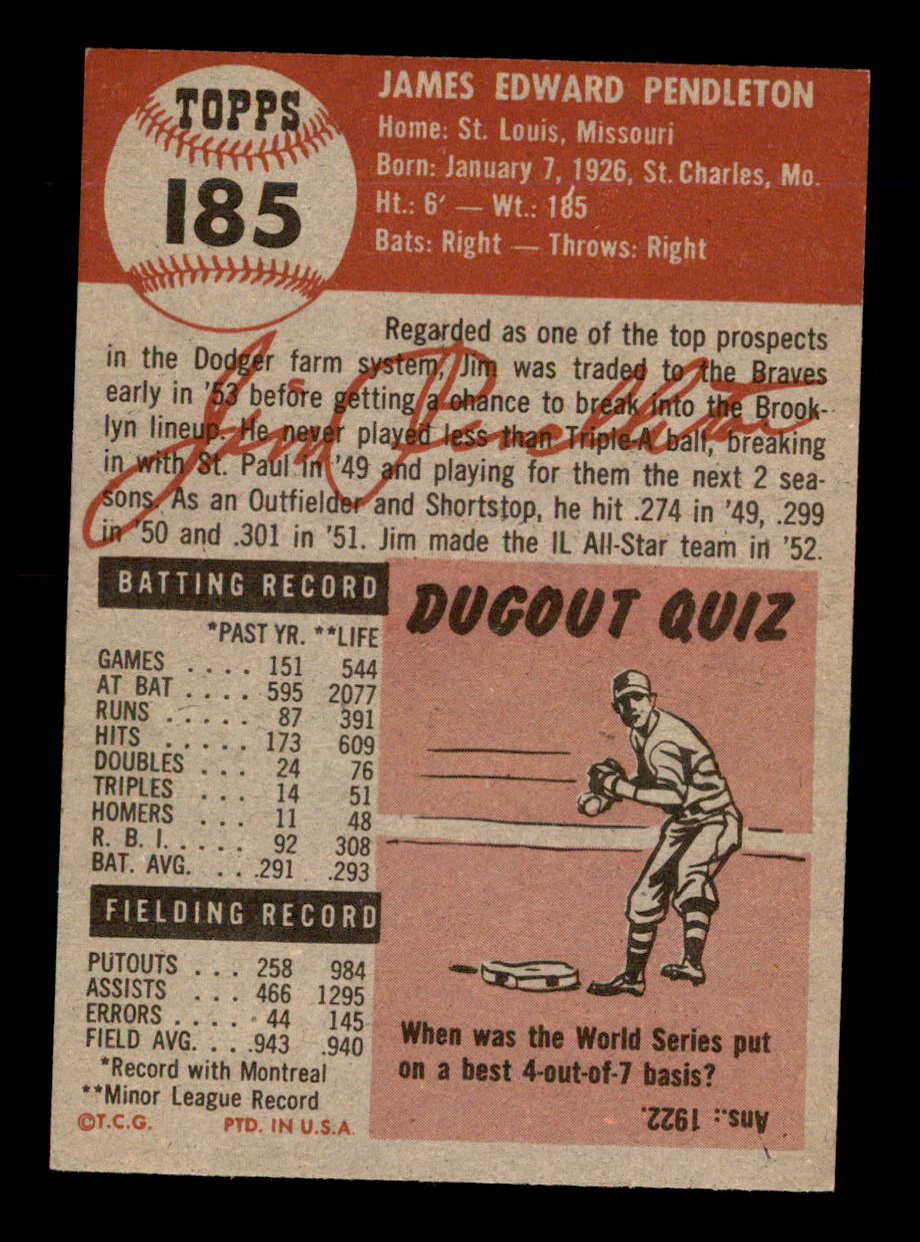 TOPPS
185
JAMES EDWARD PENDLETON
Home: St. Louis, Missouri
Born: January 7, 1926, St. Charles, Mo.
Ht.: 6′ — Wt.: 185
Bats: Right — Throws: Right
Regarded as one of the top prospects
in the Dodger farm system, Jim was traded to the Braves
early in '53 before getting a chance to break into the Brook-
lyn lineup. He never played less than Triple-A ball, breaking
in with St. Paul in '49 and playing for them the next 2 sea-
sons. As an Outfielder and Shortstop, he hit .274 in '49, .299
in '50 and .301 in '51. Jim made the IL All-Star team in '52.
Jim Pendleton
BATTING RECORD
*PAST YR. **LIFE
GAMES .... 151 544
AT BAT .... 595 2077
RUNS ..... 87 391
HITS ..... 173 609
DOUBLES ... 24 76
TRIPLES ... 14 51
HOMERS ... 11 48
R. B. I. .... 92 308
BAT. AVG. ... .291 .293
FIELDING RECORD
PUTOUTS ... 258 984
ASSISTS ... 466 1295
ERRORS .... 44 145
FIELD AVG. ... .943 .940
*Record with Montreal
**Minor League Record
©T.C.G. PTD. IN U.S.A.
DUGOUT QUIZ
When was the World Series put
on a best 4-out-of-7 basis?
Ans.: 1922.